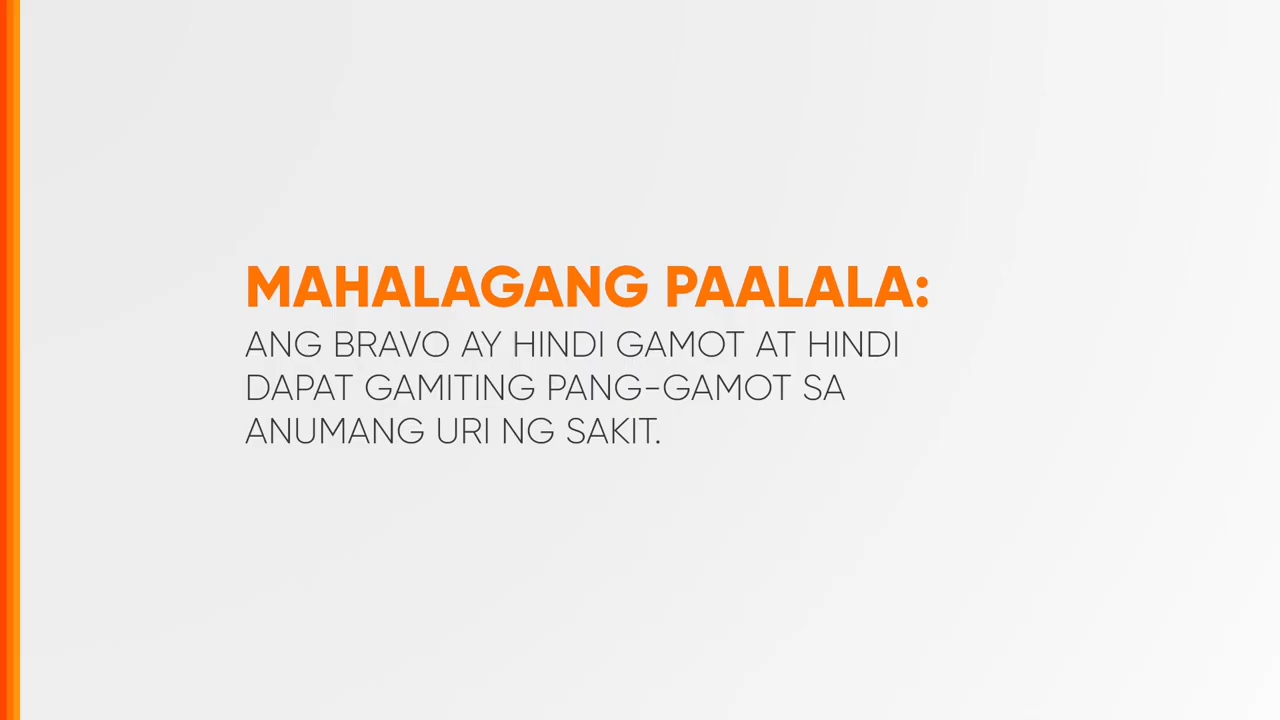 MAHALAGANG PAALALA:
ANG BRAVO AY HINDI GAMOT AT HINDI
DAPAT GAMITING PANG-GAMOT SA
ANUMANG URI NG SAKIT.